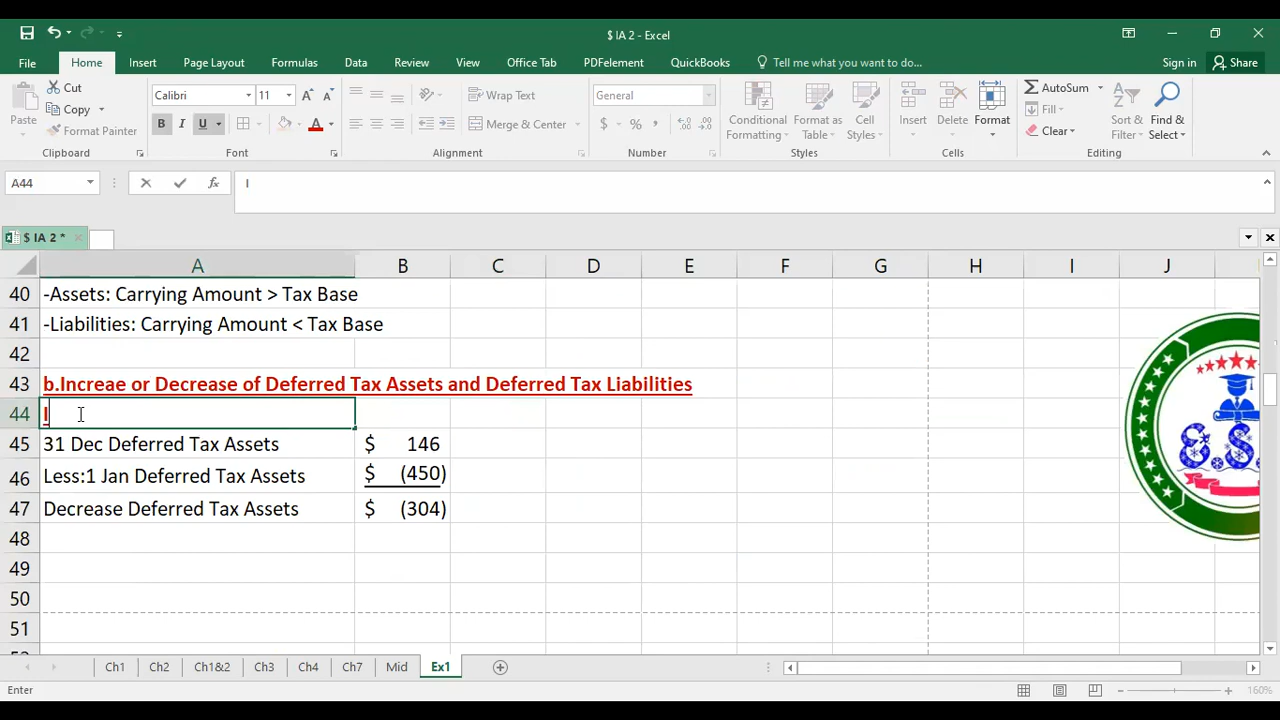 $ IA 2 - Excel
File Home Insert Page Layout Formulas Data Review View Office Tab PDFelement QuickBooks Tell me what you want to do... Sign in Share
Paste Cut Copy Format Painter Clipboard
Calibri 11 B I U A Font
Wrap Text Merge & Center Alignment
General $ % , Number
Conditional Formatting Format as Table Cell Styles Styles
Insert Delete Format Cells
AutoSum Fill Clear Sort & Filter Find & Select Editing
A44 fx I
$ IA 2 *
A B C D E F G H I J
40 -Assets: Carrying Amount > Tax Base
41 -Liabilities: Carrying Amount < Tax Base
42
43 b.Increae or Decrease of Deferred Tax Assets and Deferred Tax Liabilities
44 I
45 31 Dec Deferred Tax Assets $ 146
46 Less:1 Jan Deferred Tax Assets $ (450)
47 Decrease Deferred Tax Assets $ (304)
48
49
50
51
Ch1 Ch2 Ch1&2 Ch3 Ch4 Ch7 Mid Ex1
Enter 160%